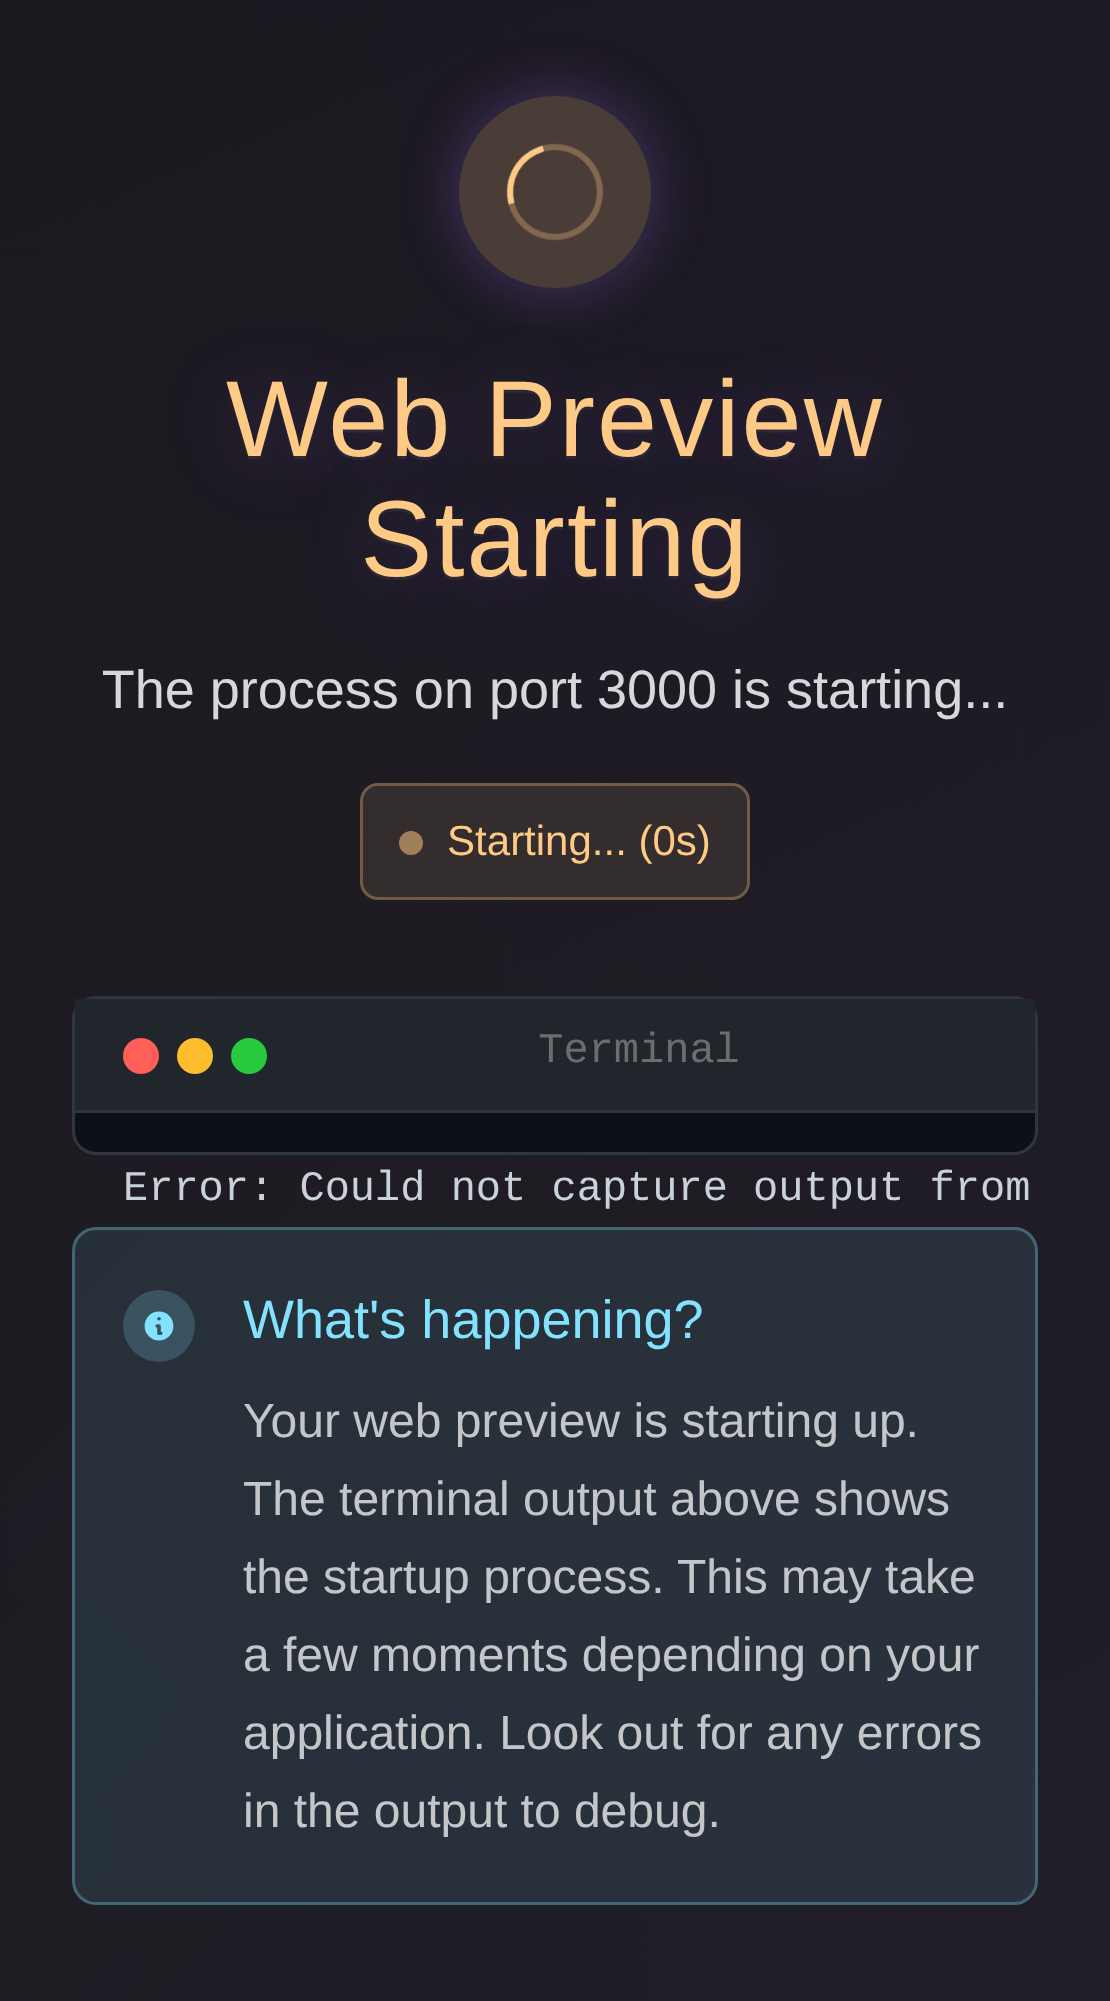 Web Preview
Starting
The process on port 3000 is starting...
Starting... (0s)
Terminal
Error: Could not capture output from
What's happening?
Your web preview is starting up.
The terminal output above shows
the startup process. This may take
a few moments depending on your
application. Look out for any errors
in the output to debug.